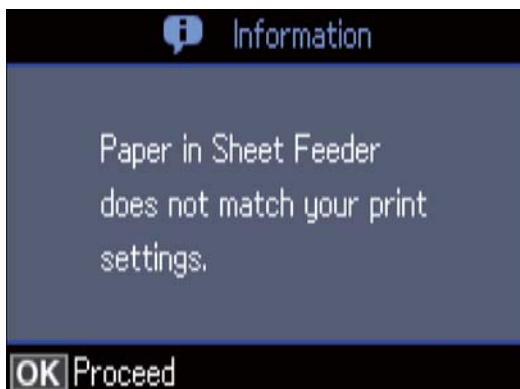 Information
Paper in Sheet Feeder
does not match your print
settings.
OK Proceed